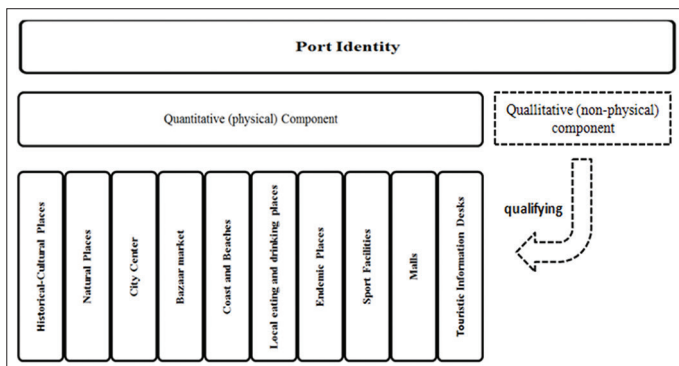 Port Identity
Quantitative (physical) Component
Quallitative (non-physical)
component
qualifying
Historical-Cultural Places
Natural Places
City Center
Bazaar market
Coast and Beaches
Local eating and drinking places
Endemic Places
Sport Facilities
Malls
Touristic Information Desks